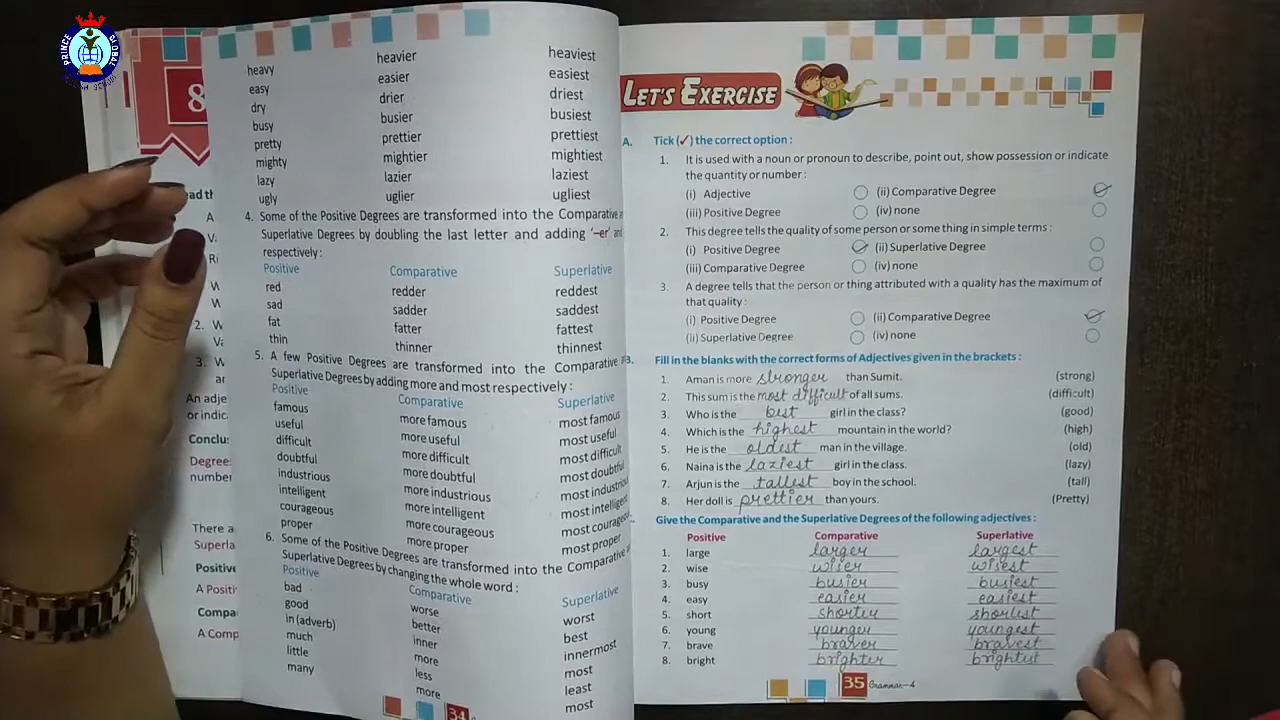 PRINCE GLOBAL
SCHOOL
8
heavy heavier heaviest
easy easier easiest
dry drier driest
busy busier busiest
pretty prettier prettiest
mighty mightier mightiest
lazy lazier laziest
ugly uglier ugliest
4. Some of the Positive Degrees are transformed into the Comparative
Superlative Degrees by doubling the last letter and adding ‘–er’ and
respectively :
Positive Comparative Superlative
red redder reddest
sad sadder saddest
fat fatter fattest
thin thinner thinnest
5. A few Positive Degrees are transformed into the Comparative
Superlative Degrees by adding more and most respectively :
Positive Comparative Superlative
famous more famous most famous
useful more useful most useful
difficult more difficult most difficult
doubtful more doubtful most doubtful
industrious more industrious
intelligent more intelligent most intelligent
courageous more courageous
proper more proper most proper
6. Some of the Positive Degrees are transformed into the Comparative
Superlative Degrees by changing the whole word :
Positive Comparative Superlative
bad worse worst
good better best
in (adverb) inner innermost
much more most
little less least
many more most
34
An adje
or indic
Conclu
Degree
number
There a
Superla
Positive
A Positi
Compa
A Comp
LET'S EXERCISE
A. Tick (✓) the correct option :
1. It is used with a noun or pronoun to describe, point out, show possession or indicate
the quantity or number :
(i) Adjective (ii) Comparative Degree
(iii) Positive Degree (iv) none
2. This degree tells the quality of some person or some thing in simple terms :
(i) Positive Degree (ii) Superlative Degree
(iii) Comparative Degree (iv) none
3. A degree tells that the person or thing attributed with a quality has the maximum of
that quality :
(i) Positive Degree (ii) Comparative Degree
(ii) Superlative Degree (iv) none
Fill in the blanks with the correct forms of Adjectives given in the brackets :
1. Aman is more stronger than Sumit. (strong)
2. This sum is the most difficult of all sums. (difficult)
3. Who is the best girl in the class? (good)
4. Which is the highest mountain in the world? (high)
5. He is the oldest man in the village. (old)
6. Naina is the laziest girl in the class. (lazy)
7. Arjun is the tallest boy in the school. (tall)
8. Her doll is prettier than yours. (Pretty)
Give the Comparative and the Superlative Degrees of the following adjectives :
Positive Comparative Superlative
1. large larger largest
2. wise wiser wisest
3. busy busier busiest
4. easy easier easiest
5. short shorter shortest
6. young younger youngest
7. brave braver bravest
8. bright brighter brightest
35 Grammar–4